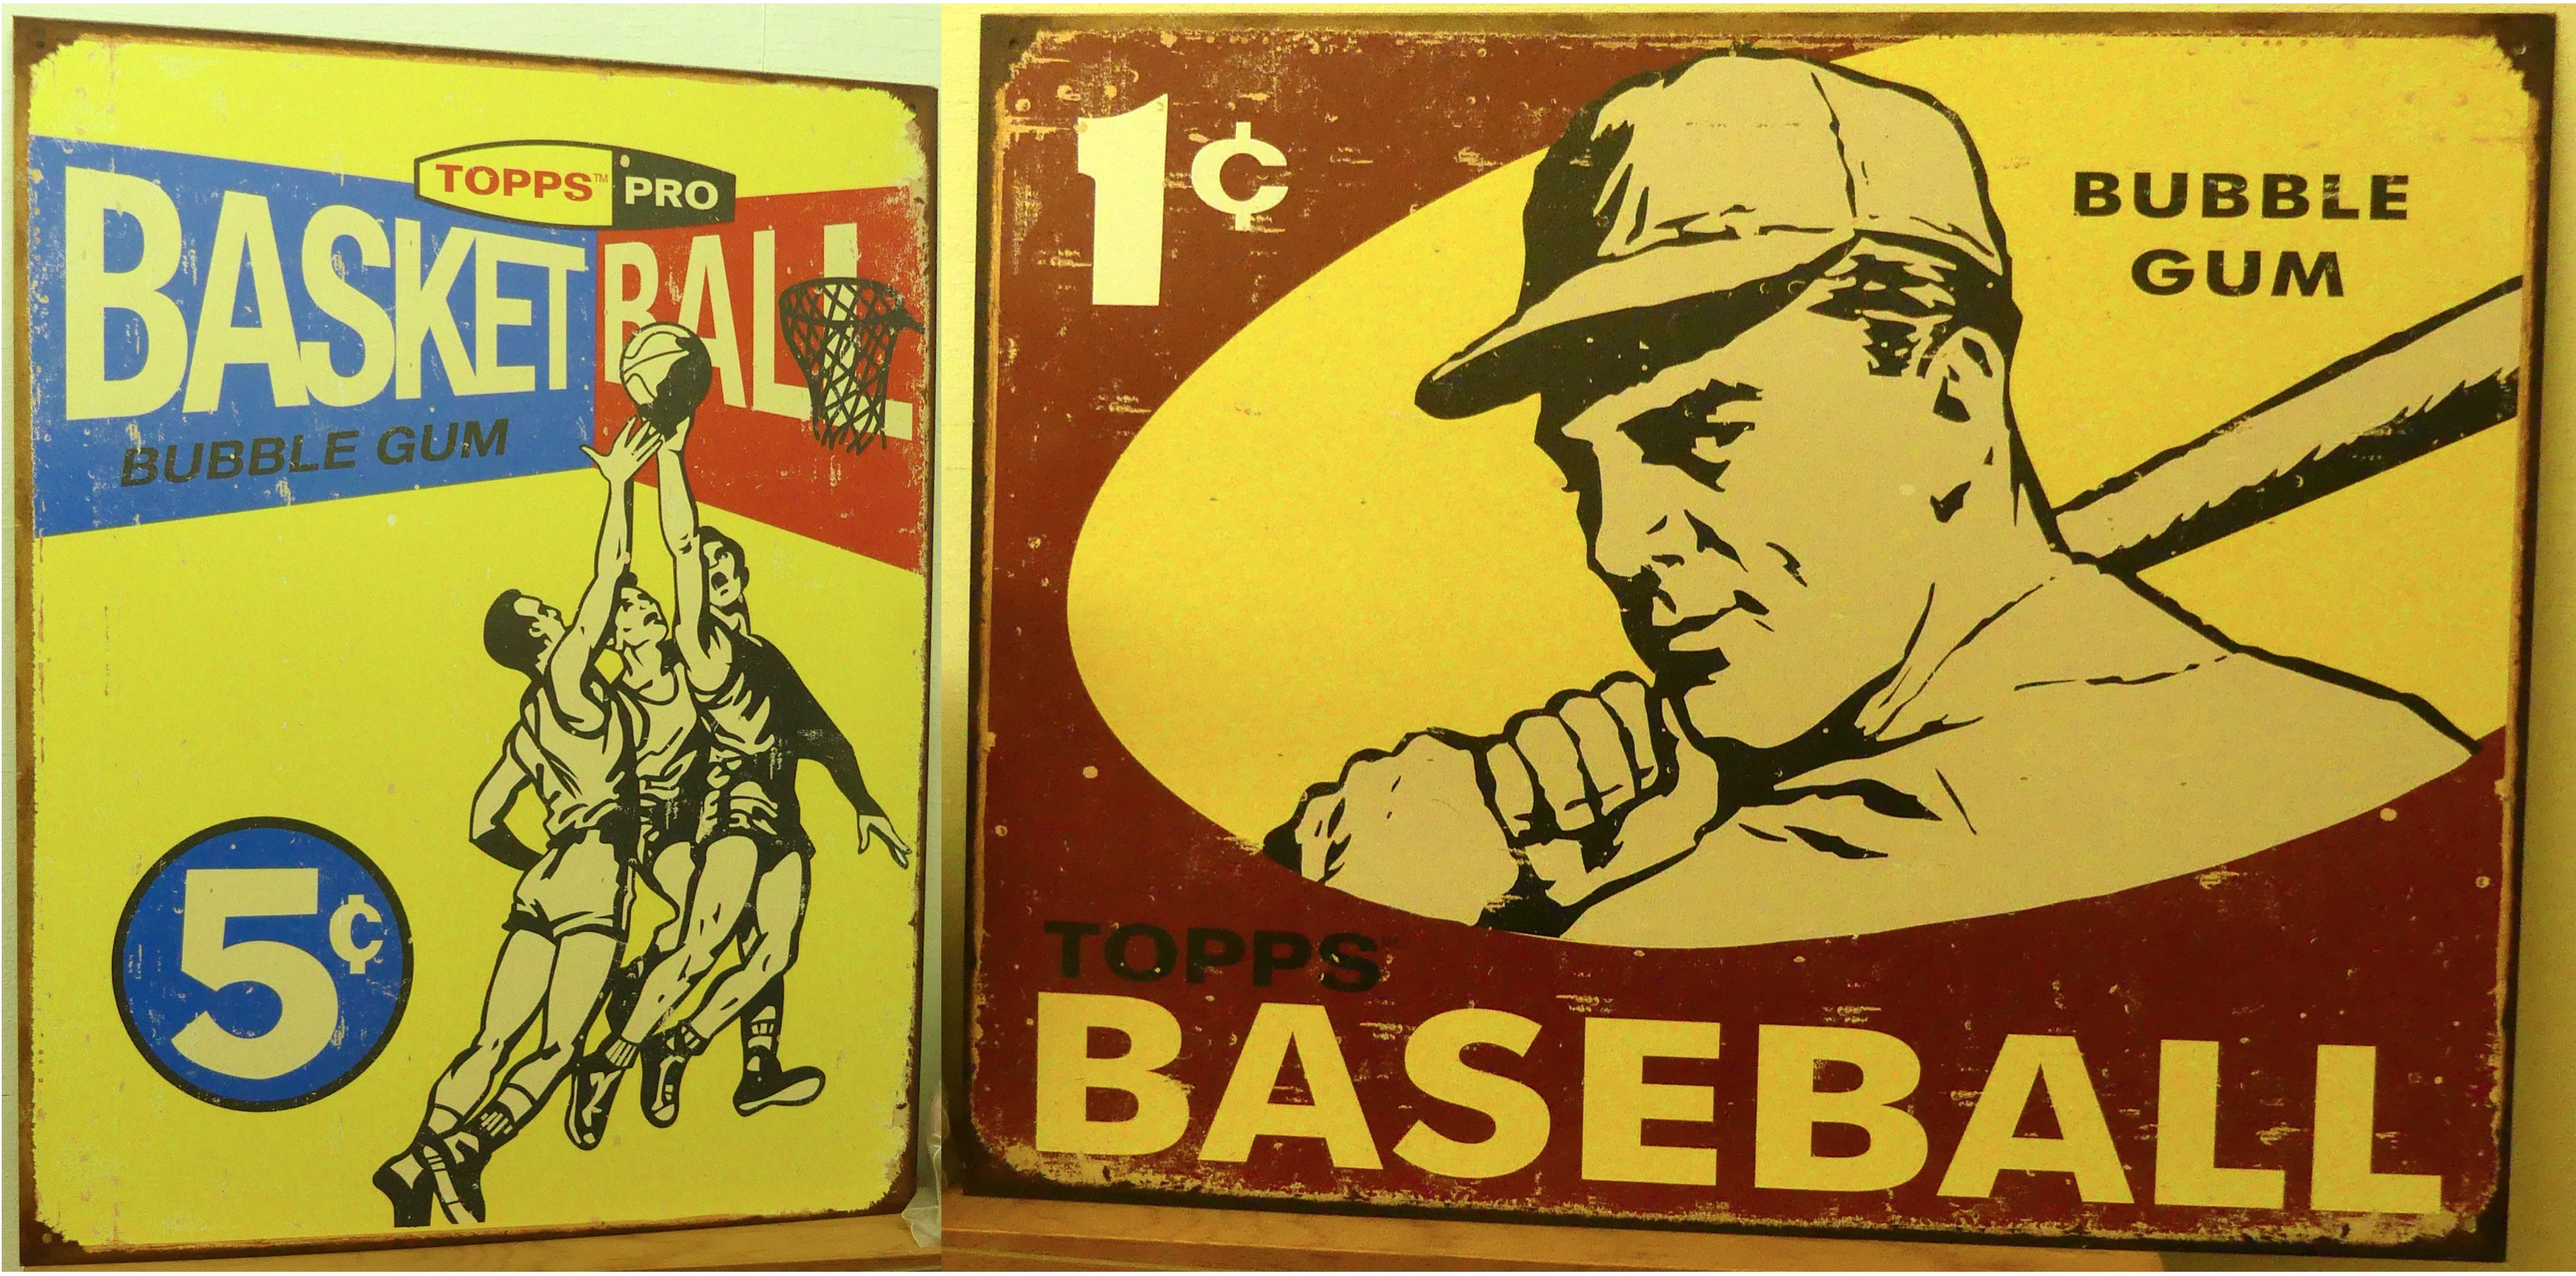 TOPPS™ PRO
BASKETBALL
BUBBLE GUM
5¢
1¢
BUBBLE
GUM
TOPPS™
BASEBALL